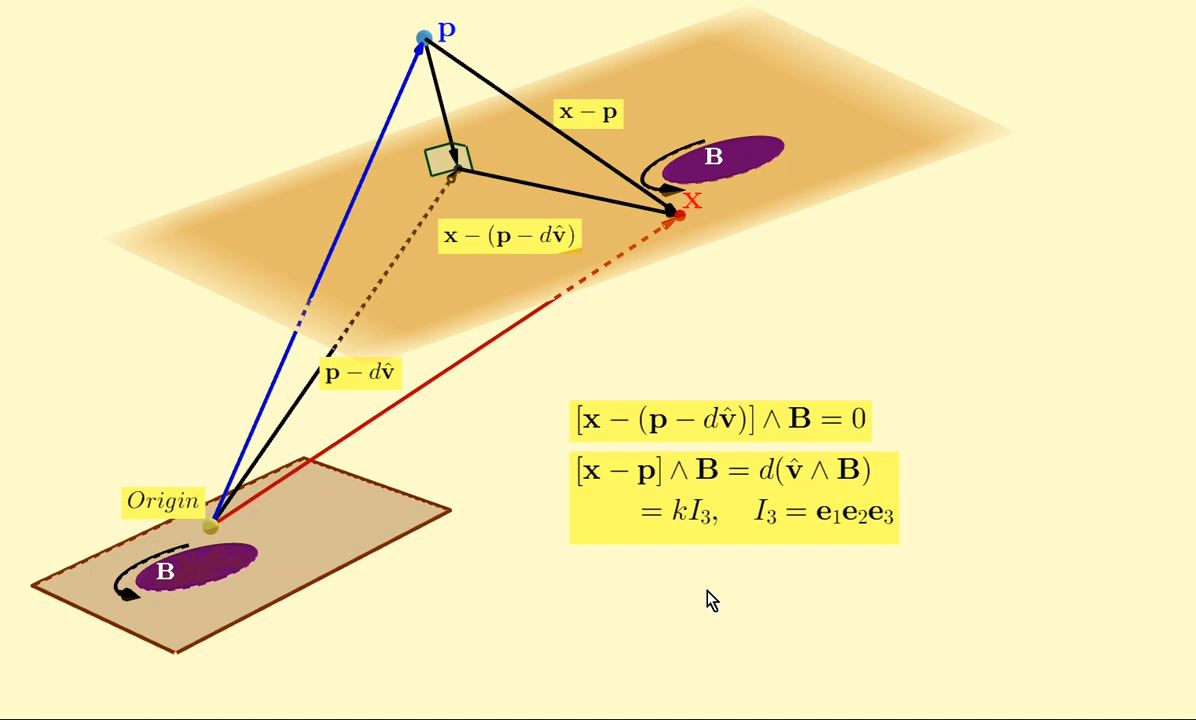 p
x − p
B
x
x − (p − dv̂)
p − dv̂
[x − (p − dv̂)] ∧ B = 0
[x − p] ∧ B = d(v̂ ∧ B)
= kI₃, I₃ = e₁e₂e₃
Origin
B